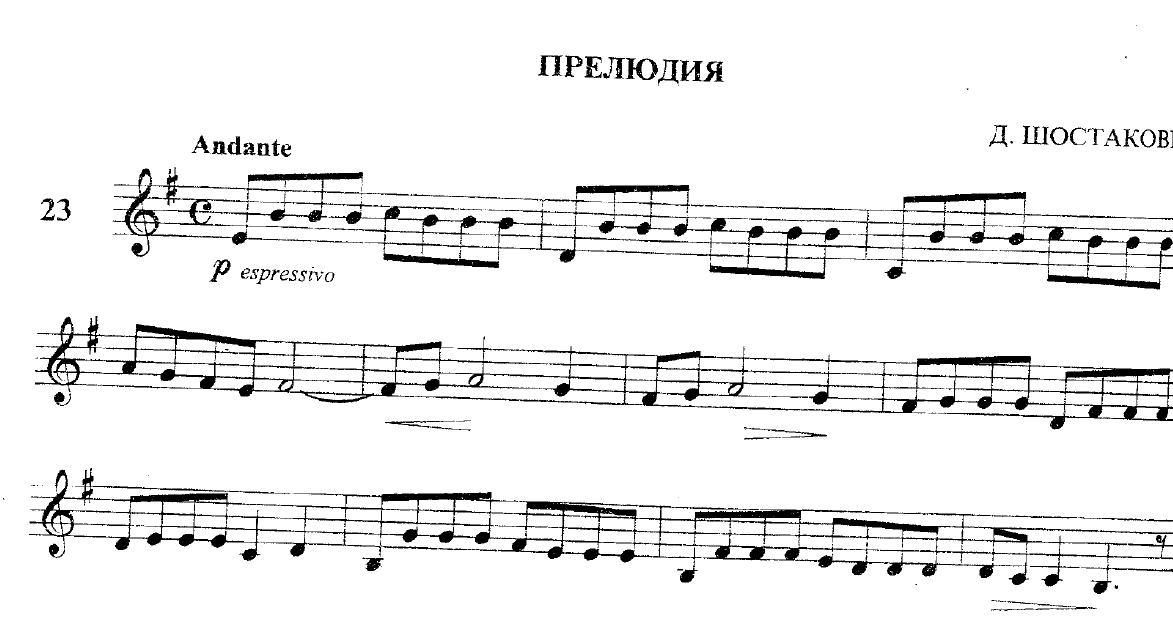 ПРЕЛЮДИЯ
Д. ШОСТАКОВ
Andante
23
p espressivo